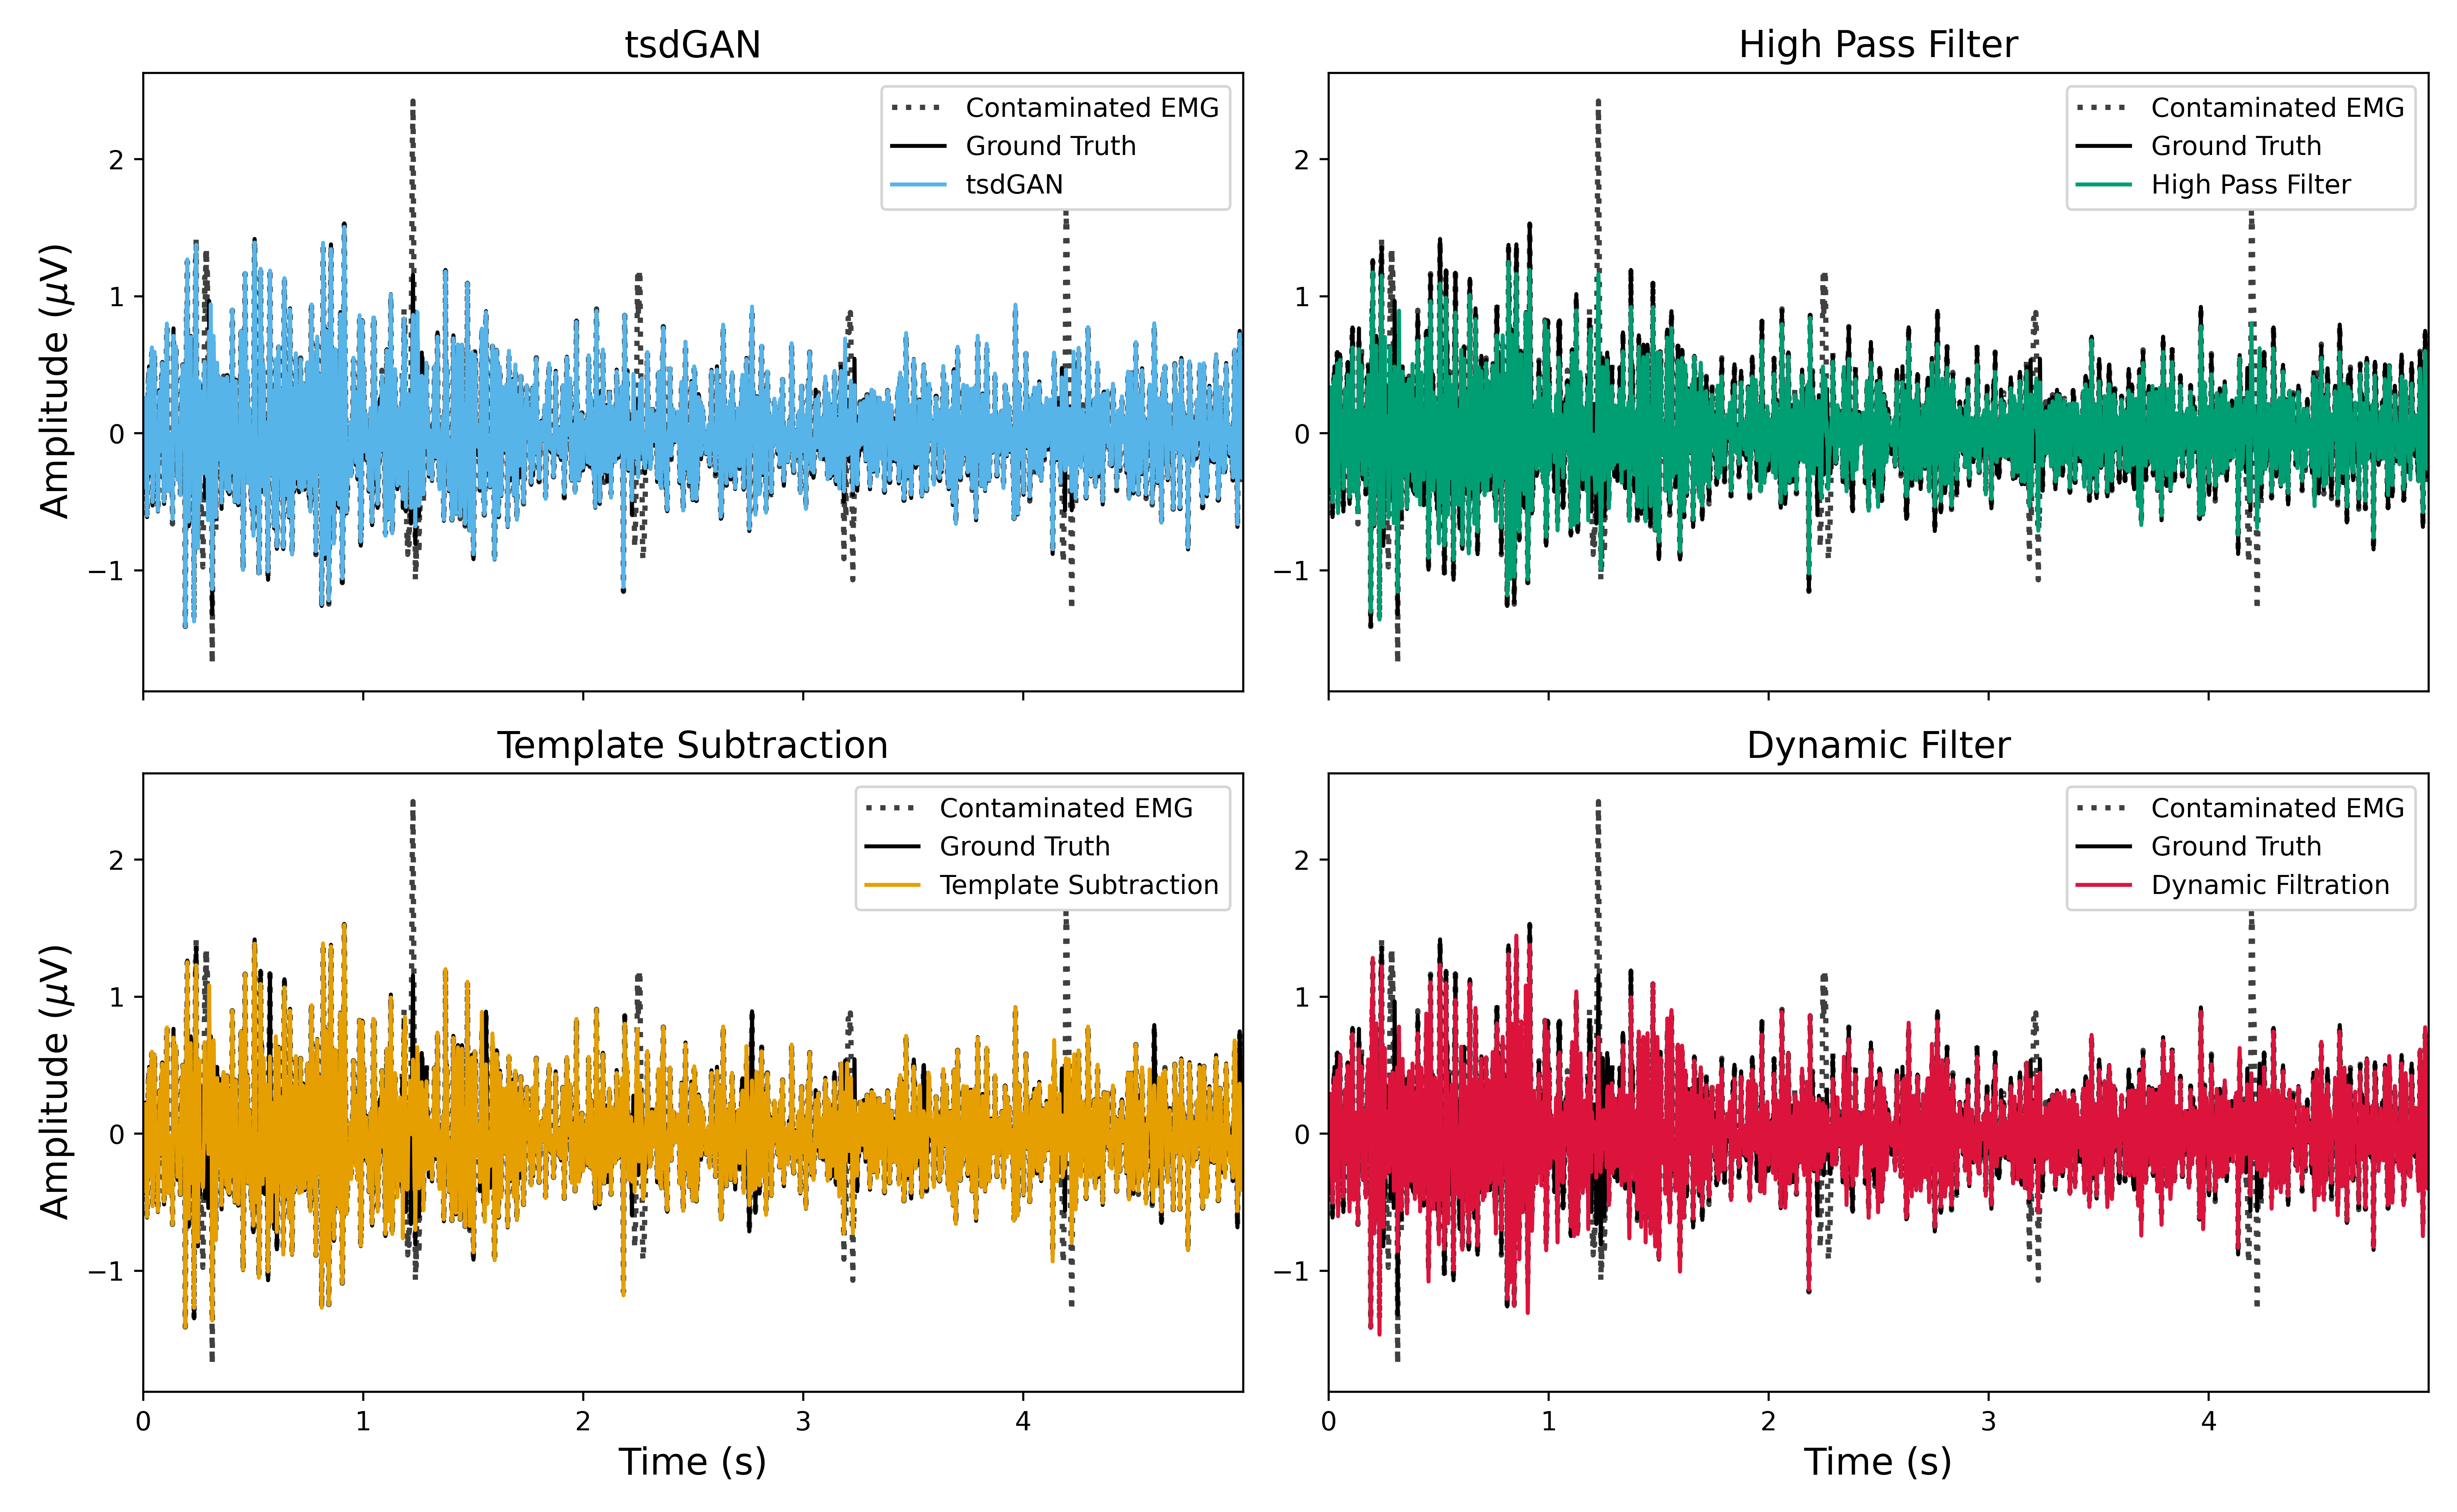 tsdGAN
Contaminated EMG
Ground Truth
tsdGAN
Amplitude (μV)
2
1
0
−1
High Pass Filter
Contaminated EMG
Ground Truth
High Pass Filter
2
1
0
−1
Template Subtraction
Contaminated EMG
Ground Truth
Template Subtraction
Amplitude (μV)
2
1
0
−1
0 1 2 3 4
Time (s)
Dynamic Filter
Contaminated EMG
Ground Truth
Dynamic Filtration
2
1
0
−1
0 1 2 3 4
Time (s)